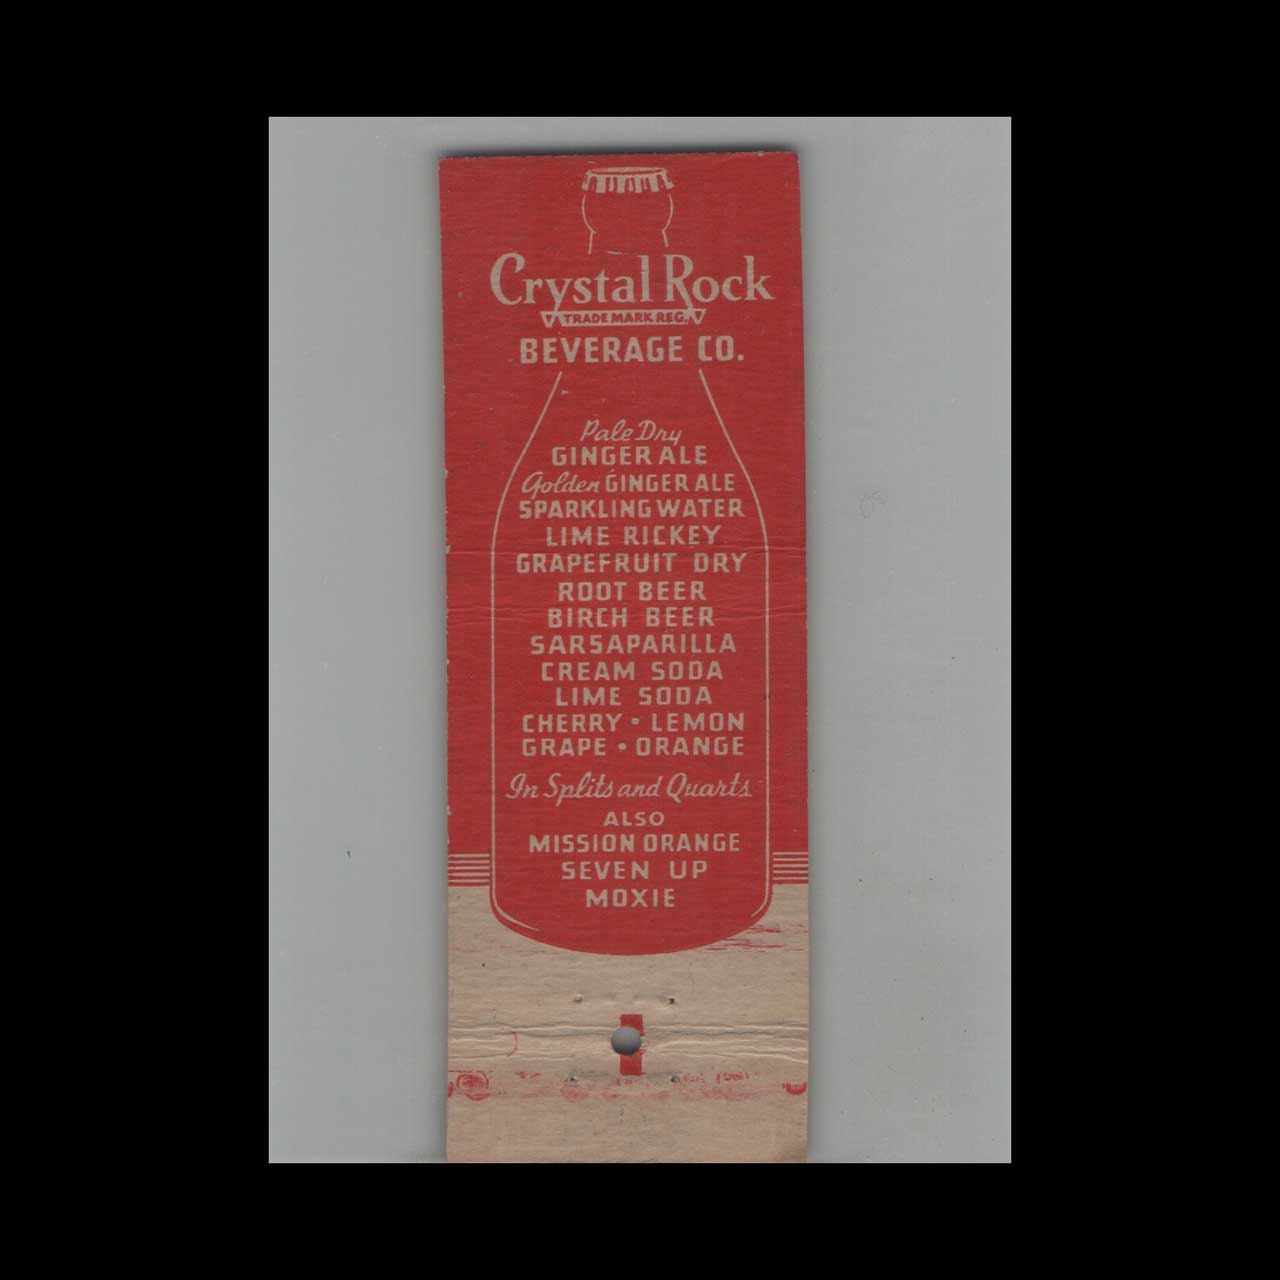 Crystal Rock
TRADE MARK REG.
BEVERAGE CO.
Pale Dry
GINGER ALE
Golden GINGER ALE
SPARKLING WATER
LIME RICKEY
GRAPEFRUIT DRY
ROOT BEER
BIRCH BEER
SARSAPARILLA
CREAM SODA
LIME SODA
CHERRY • LEMON
GRAPE • ORANGE
In Splits and Quarts
ALSO
MISSION ORANGE
SEVEN UP
MOXIE